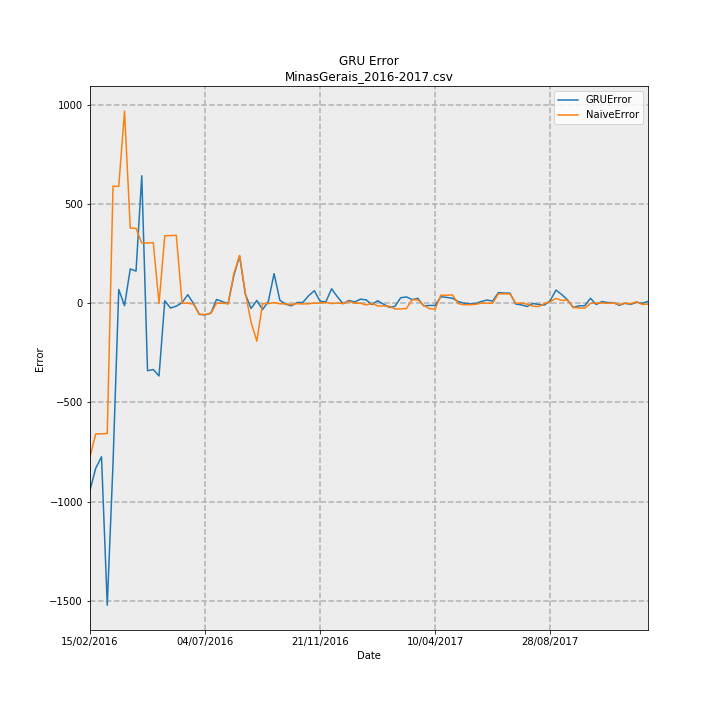 GRU Error
MinasGerais_2016-2017.csv
GRUError
NaiveError
1000
500
0
−500
−1000
−1500
Error
15/02/2016
04/07/2016
21/11/2016
10/04/2017
28/08/2017
Date